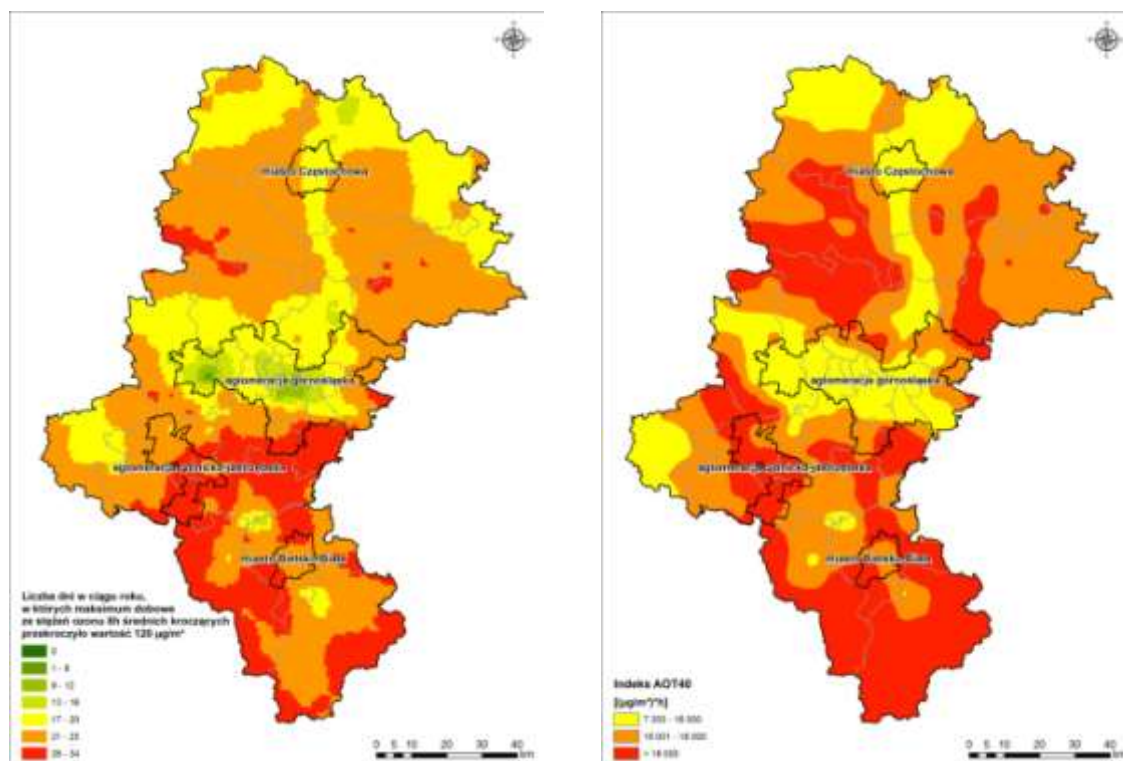 miasto Częstochowa
aglomeracja górnośląska
aglomeracja rybnicko-jastrzębska
miasto Bielsko-Biała
Liczba dni w ciągu roku,
w których maksimum dobowe
ze stężeń ozonu 8h średnich kroczących
przekroczyło wartość 120 µg/m³
0
1 - 8
9 - 12
13 - 16
17 - 20
21 - 25
26 - 34
0 5 10 20 30 40
km
miasto Częstochowa
aglomeracja górnośląska
aglomeracja rybnicko-jastrzębska
miasto Bielsko-Biała
Indeks AOT40
[(µg/m³)*h]
> 18 000
0 5 10 20 30 40
km